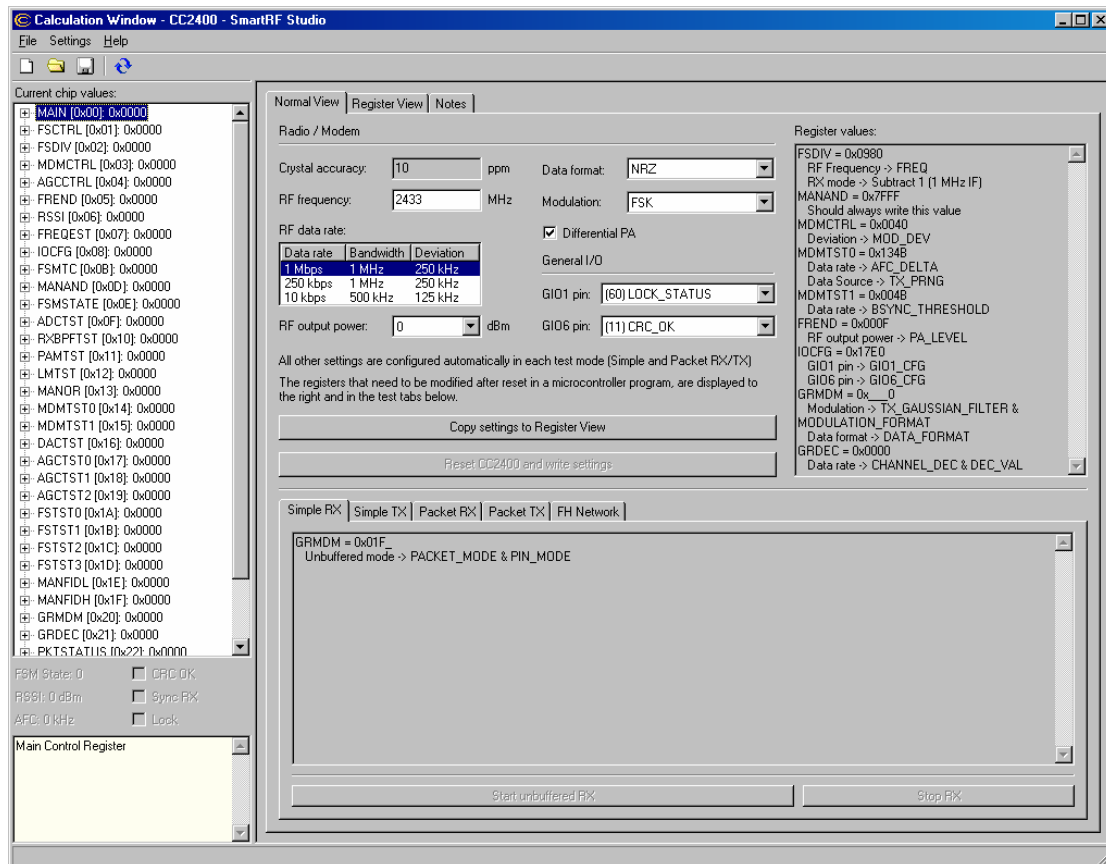 Calculation Window - CC2400 - SmartRF Studio
File Settings Help
Current chip values:
MAIN [0x00]: 0x0000
FSCTRL [0x01]: 0x0000
FSDIV [0x02]: 0x0000
MDMCTRL [0x03]: 0x0000
AGCCTRL [0x04]: 0x0000
FREND [0x05]: 0x0000
RSSI [0x06]: 0x0000
FREQEST [0x07]: 0x0000
IOCFG [0x08]: 0x0000
FSMTC [0x0B]: 0x0000
MANAND [0x0D]: 0x0000
FSMSTATE [0x0E]: 0x0000
ADCTST [0x0F]: 0x0000
RXBPFTST [0x10]: 0x0000
PAMTST [0x11]: 0x0000
LMTST [0x12]: 0x0000
MANOR [0x13]: 0x0000
MDMTST0 [0x14]: 0x0000
MDMTST1 [0x15]: 0x0000
DACTST [0x16]: 0x0000
AGCTST0 [0x17]: 0x0000
AGCTST1 [0x18]: 0x0000
AGCTST2 [0x19]: 0x0000
FSTST0 [0x1A]: 0x0000
FSTST1 [0x1B]: 0x0000
FSTST2 [0x1C]: 0x0000
FSTST3 [0x1D]: 0x0000
MANFIDL [0x1E]: 0x0000
MANFIDH [0x1F]: 0x0000
GRMDM [0x20]: 0x0000
GRDEC [0x21]: 0x0000
PKTSTATUS [0x22]: 0x0000
FSM State: 0 CRC OK
RSSI: 0 dBm Sync RX
AFC: 0 kHz Lock
Main Control Register
Normal View Register View Notes
Radio / Modem
Crystal accuracy: 10 ppm Data format: NRZ
RF frequency: 2433 MHz Modulation: FSK
RF data rate: Differential PA
Data rate Bandwidth Deviation General I/O
1 Mbps 1 MHz 250 kHz
250 kbps 1 MHz 250 kHz GIO1 pin: (60) LOCK_STATUS
10 kbps 500 kHz 125 kHz
RF output power: 0 dBm GIO6 pin: (11) CRC_OK
All other settings are configured automatically in each test mode (Simple and Packet RX/TX)
The registers that need to be modified after reset in a microcontroller program, are displayed to
the right and in the test tabs below.
Copy settings to Register View
Reset CC2400 and write settings
Register values:
FSDIV = 0x0980
RF Frequency -> FREQ
RX mode -> Subtract 1 (1 MHz IF)
MANAND = 0x7FFF
Should always write this value
MDMCTRL = 0x0040
Deviation -> MOD_DEV
MDMTST0 = 0x134B
Data rate -> AFC_DELTA
Data Source -> TX_PRNG
MDMTST1 = 0x004B
Data rate -> BSYNC_THRESHOLD
FREND = 0x000F
RF output power -> PA_LEVEL
IOCFG = 0x17E0
GIO1 pin -> GIO1_CFG
GIO6 pin -> GIO6_CFG
GRMDM = 0x___0
Modulation -> TX_GAUSSIAN_FILTER &
MODULATION_FORMAT
Data format -> DATA_FORMAT
GRDEC = 0x0000
Data rate -> CHANNEL_DEC & DEC_VAL
Simple RX Simple TX Packet RX Packet TX FH Network
GRMDM = 0x01F_
Unbuffered mode -> PACKET_MODE & PIN_MODE
Start unbuffered RX Stop RX